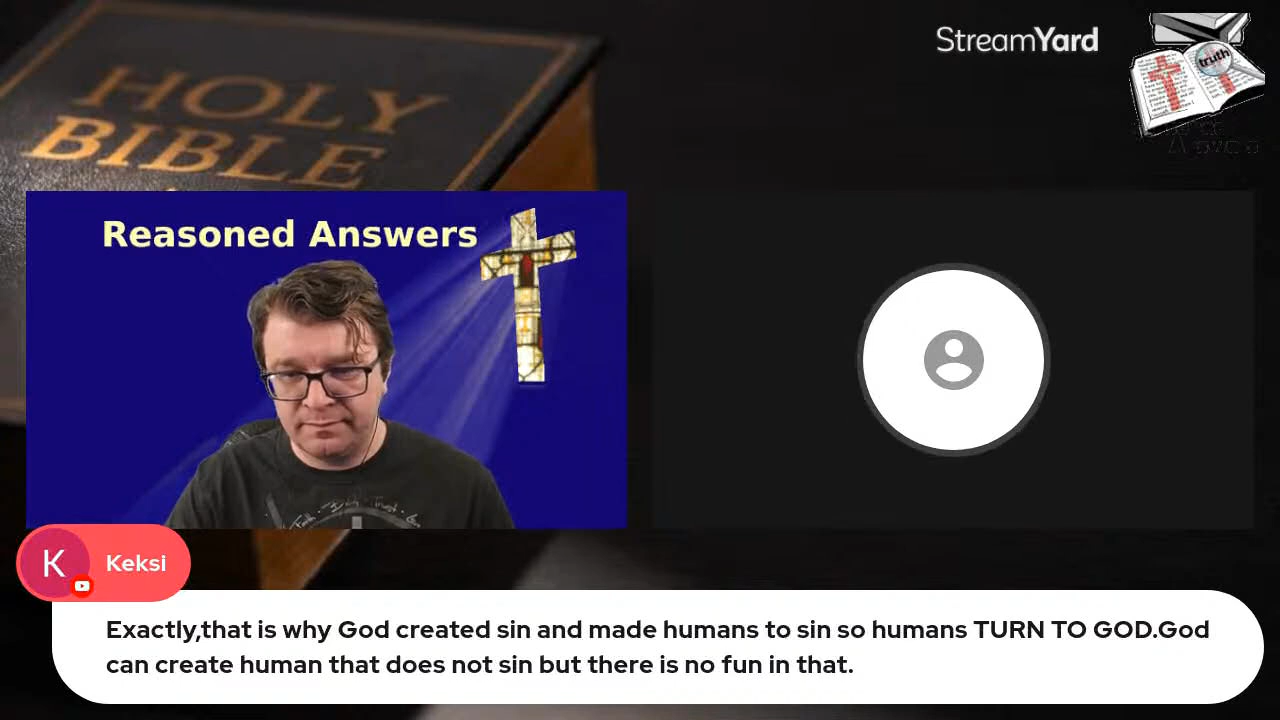 HOLY
BIBLE
StreamYard
truth
Reasoned Answers
K
Keksi
Exactly,that is why God created sin and made humans to sin so humans TURN TO GOD.God
can create human that does not sin but there is no fun in that.